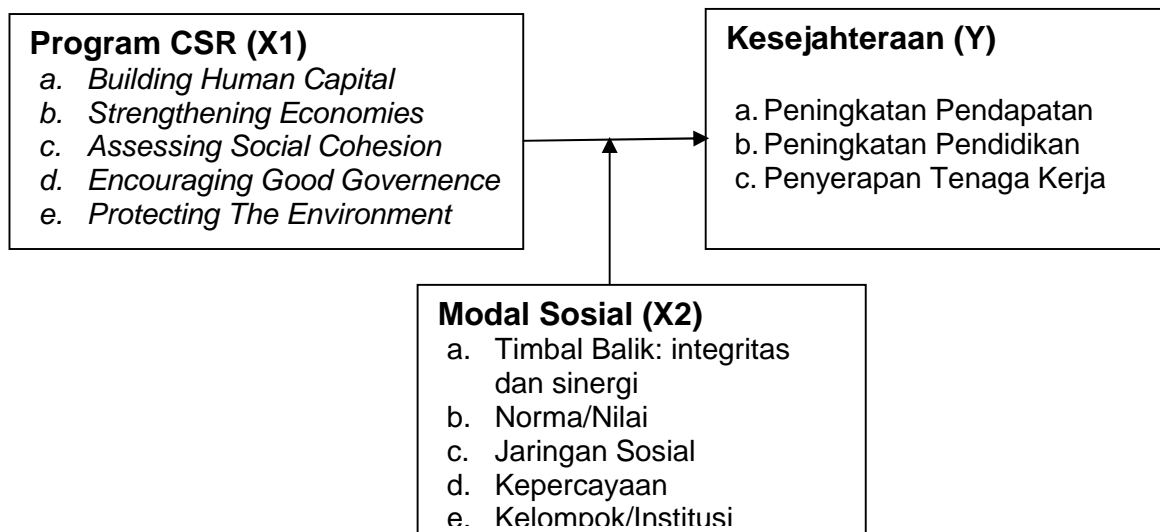 Program CSR (X1)
a. Building Human Capital
b. Strengthening Economies
c. Assessing Social Cohesion
d. Encouraging Good Governence
e. Protecting The Environment
Kesejahteraan (Y)
a. Peningkatan Pendapatan
b. Peningkatan Pendidikan
c. Penyerapan Tenaga Kerja
Modal Sosial (X2)
a. Timbal Balik: integritas
dan sinergi
b. Norma/Nilai
c. Jaringan Sosial
d. Kepercayaan
e. Kelompok/Institusi